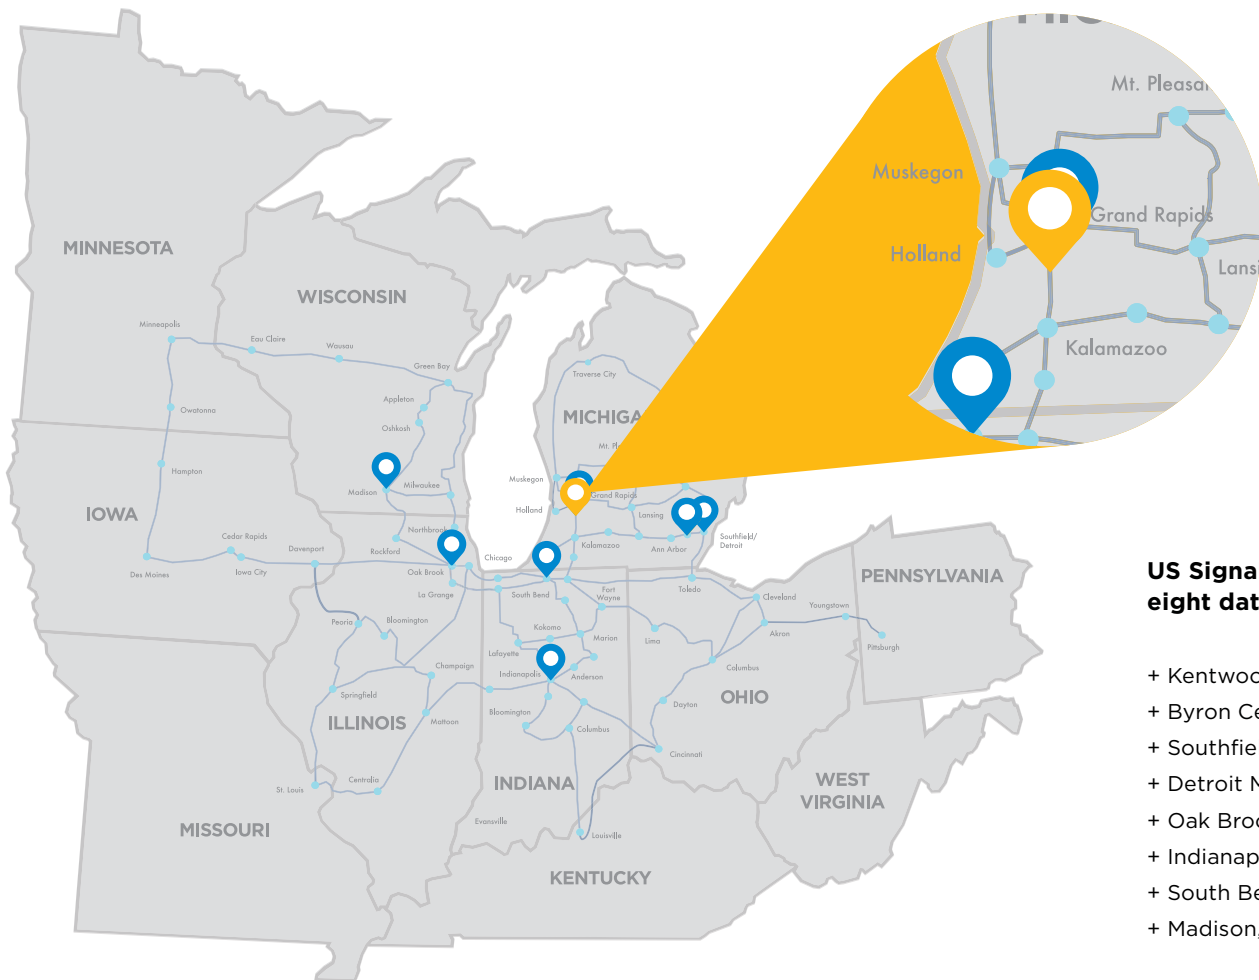 Mt. Pleasan
Muskegon
Grand Rapids
Holland
Lansi
Kalamazoo
MINNESOTA
WISCONSIN
Minneapolis
Eau Claire
Wausau
Green Bay
Traverse City
Appleton
Owatonna
Oshkosh
MICHIGA
Mt. Ple
Hampton
Muskegon
Madison
Milwaukee
Grand Rapids
IOWA
Holland
Lansing
Northbrook
Cedar Rapids
Davenport
Rockford
Chicago
Kalamazoo
Ann Arbor
Southfield/
Detroit
Des Moines
Iowa City
Oak Brook
La Grange
South Bend
Fort
Wayne
Toledo
PENNSYLVANIA
Cleveland
Youngstown
Peoria
Bloomington
Kokomo
Marion
Lima
Akron
Pittsburgh
Lafayette
Champaign
Indianapolis
Anderson
Columbus
Springfield
OHIO
ILLINOIS
Mattoon
Bloomington
Columbus
Dayton
Cincinnati
St. Louis
Centralia
INDIANA
WEST
VIRGINIA
MISSOURI
Evansville
Louisville
KENTUCKY
US Signa
eight dat
+ Kentwoo
+ Byron Ce
+ Southfie
+ Detroit M
+ Oak Broo
+ Indianap
+ South Be
+ Madison,